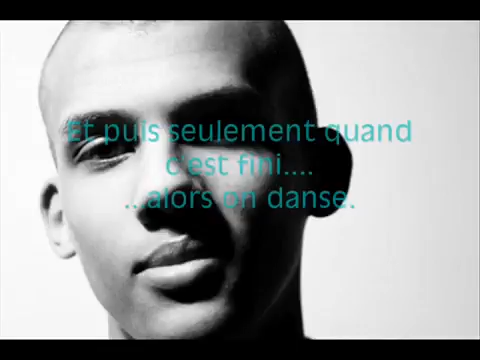 Et puis seulement quand
c'est fini....
...alors on danse.